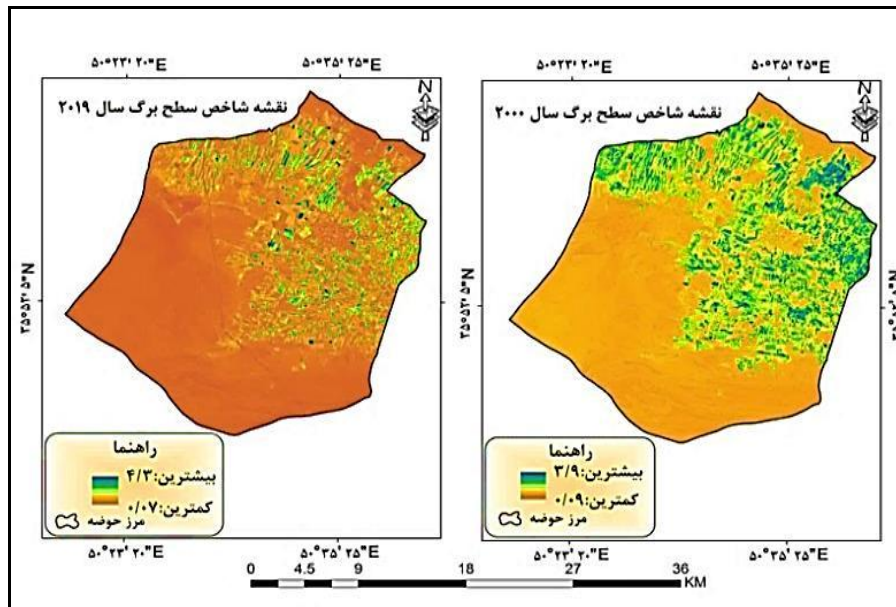 ۵۰°۲۳' ۲۰"E
۵۰°۳۵' ۲۵"E
نقشه شاخص سطح برگ سال ۲۰۱۹
N
۳۵°۵۲' ۵"N
راهنما
بیشترین:۴/۳
کمترین:۰/۰۷
مرز حوضه
۵۰°۲۳' ۲۰"E
۵۰°۳۵' ۲۵"E
۵۰°۲۳' ۲۰"E
۵۰°۳۵' ۲۵"E
نقشه شاخص سطح برگ سال ۲۰۰۰
N
۳۵°۵۲' ۵"N
راهنما
بیشترین:۳/۹
کمترین:۰/۰۹
مرز حوضه
۵۰°۲۳' ۲۰"E
۵۰°۳۵' ۲۵"E
0 4.5 9 18 27 36
KM